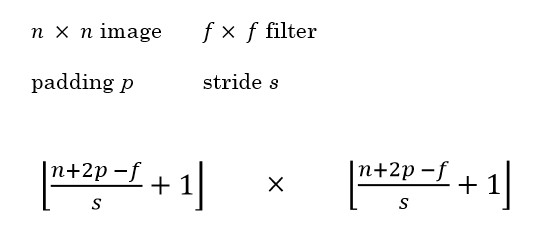 n × n image f × f filter
padding p stride s
⌊(n+2p −f)/s + 1⌋ × ⌊(n+2p −f)/s + 1⌋